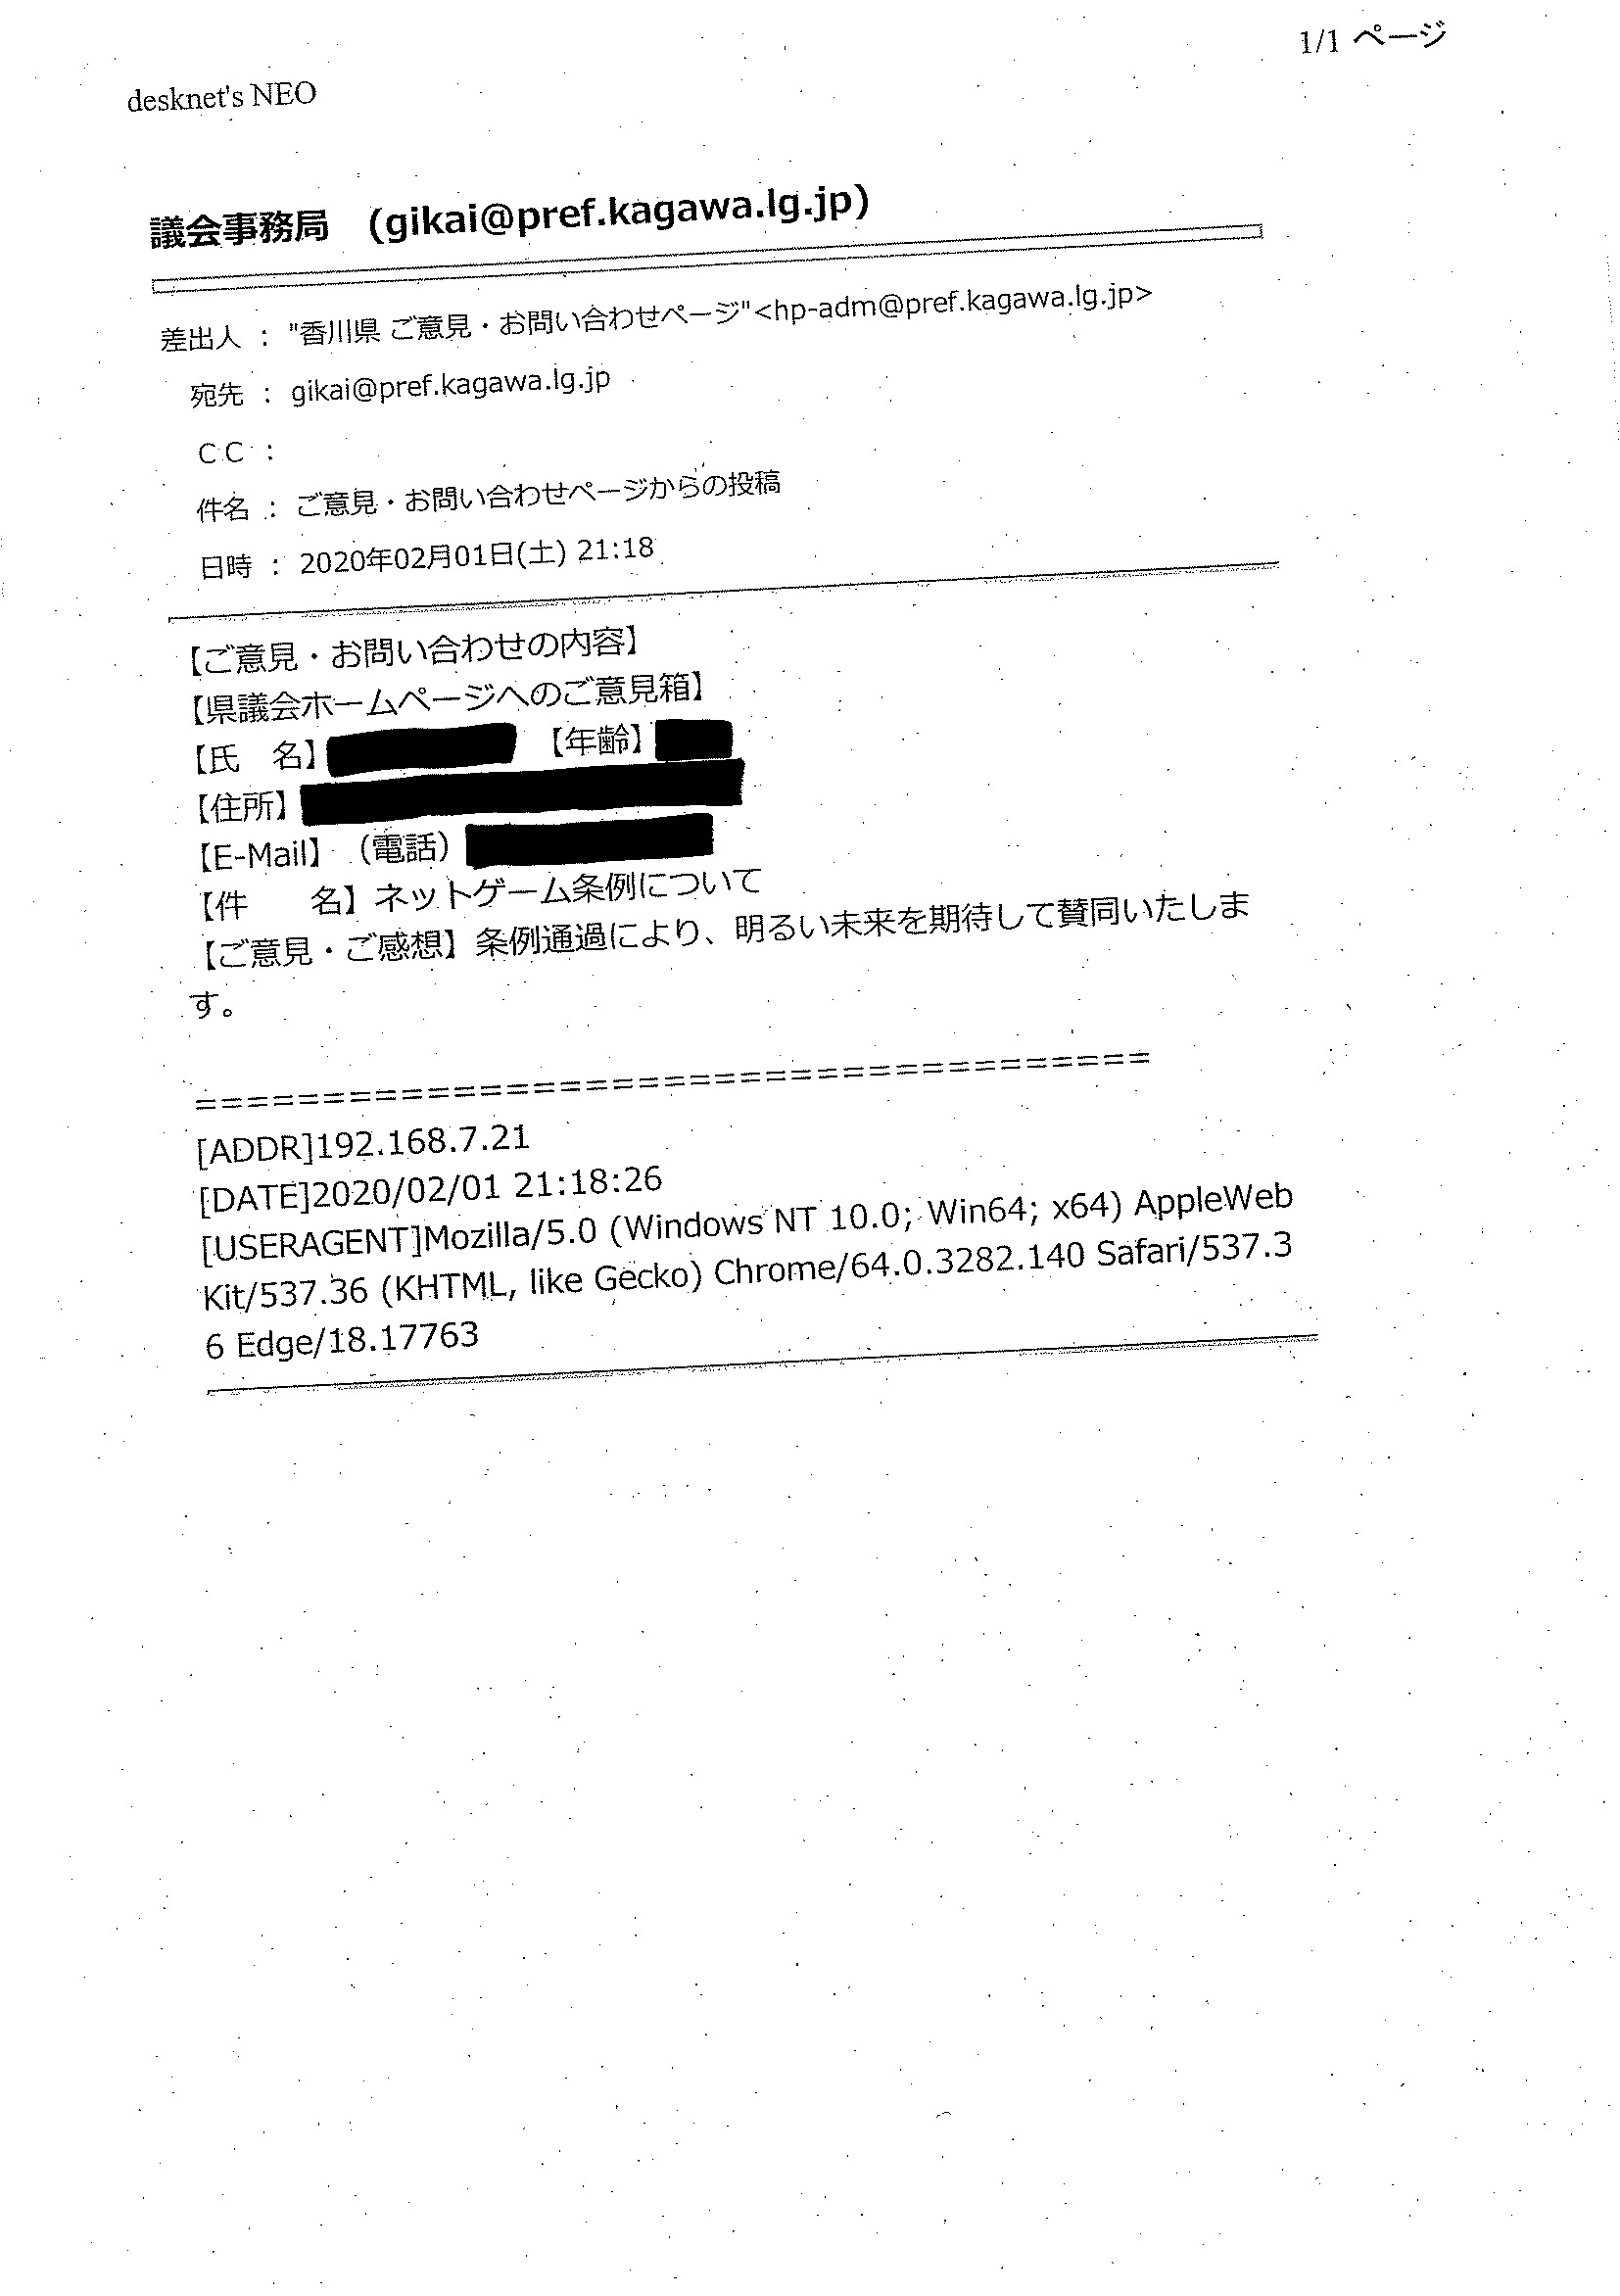 1/1 ページ
desknet's NEO
議会事務局 (gikai@pref.kagawa.lg.jp)
差出人 : "香川県 ご意見・お問い合わせページ"<hp-adm@pref.kagawa.lg.jp>
宛先 : gikai@pref.kagawa.lg.jp
CC :
件名 : ご意見・お問い合わせページからの投稿
日時 : 2020年02月01日(土) 21:18
【ご意見・お問い合わせの内容】
【県議会ホームページへのご意見箱】
【氏　名】 【年齢】
【住所】
【E-Mail】（電話）
【件　　名】ネットゲーム条例について
【ご意見・ご感想】条例通過により、明るい未来を期待して賛同いたしま
す。
=====================================
[ADDR]192.168.7.21
[DATE]2020/02/01 21:18:26
[USERAGENT]Mozilla/5.0 (Windows NT 10.0; Win64; x64) AppleWeb
Kit/537.36 (KHTML, like Gecko) Chrome/64.0.3282.140 Safari/537.3
6 Edge/18.17763